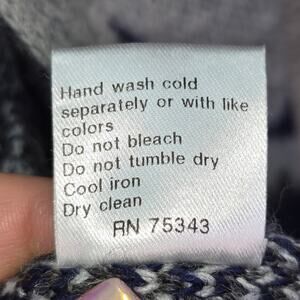 Hand wash cold
separately or with like
colors
Do not bleach
Do not tumble dry
Cool iron
Dry clean
RN 75343